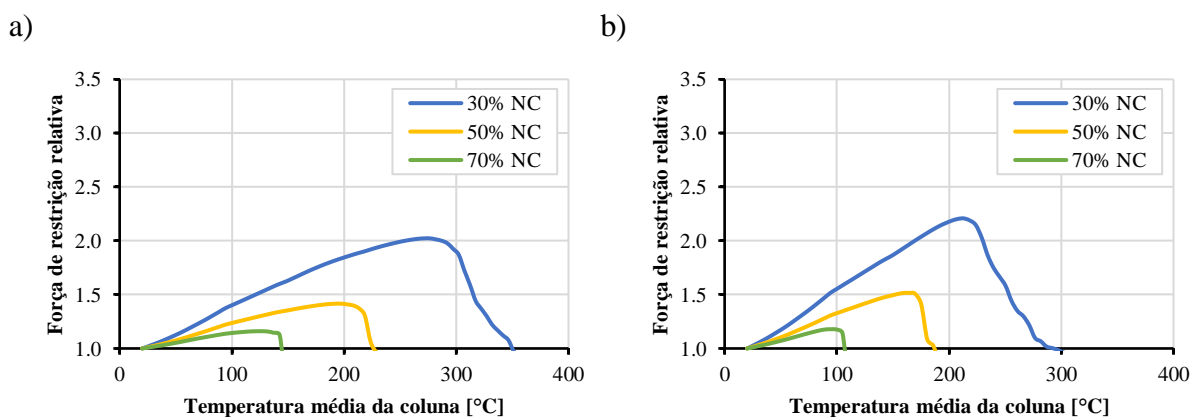 a)
Força de restrição relativa
3.5
3.0
2.5
2.0
1.5
1.0
30% NC
50% NC
70% NC
0
100
200
300
400
Temperatura média da coluna [°C]
b)
Força de restrição relativa
3.5
3.0
2.5
2.0
1.5
1.0
30% NC
50% NC
70% NC
0
100
200
300
400
Temperatura média da coluna [°C]